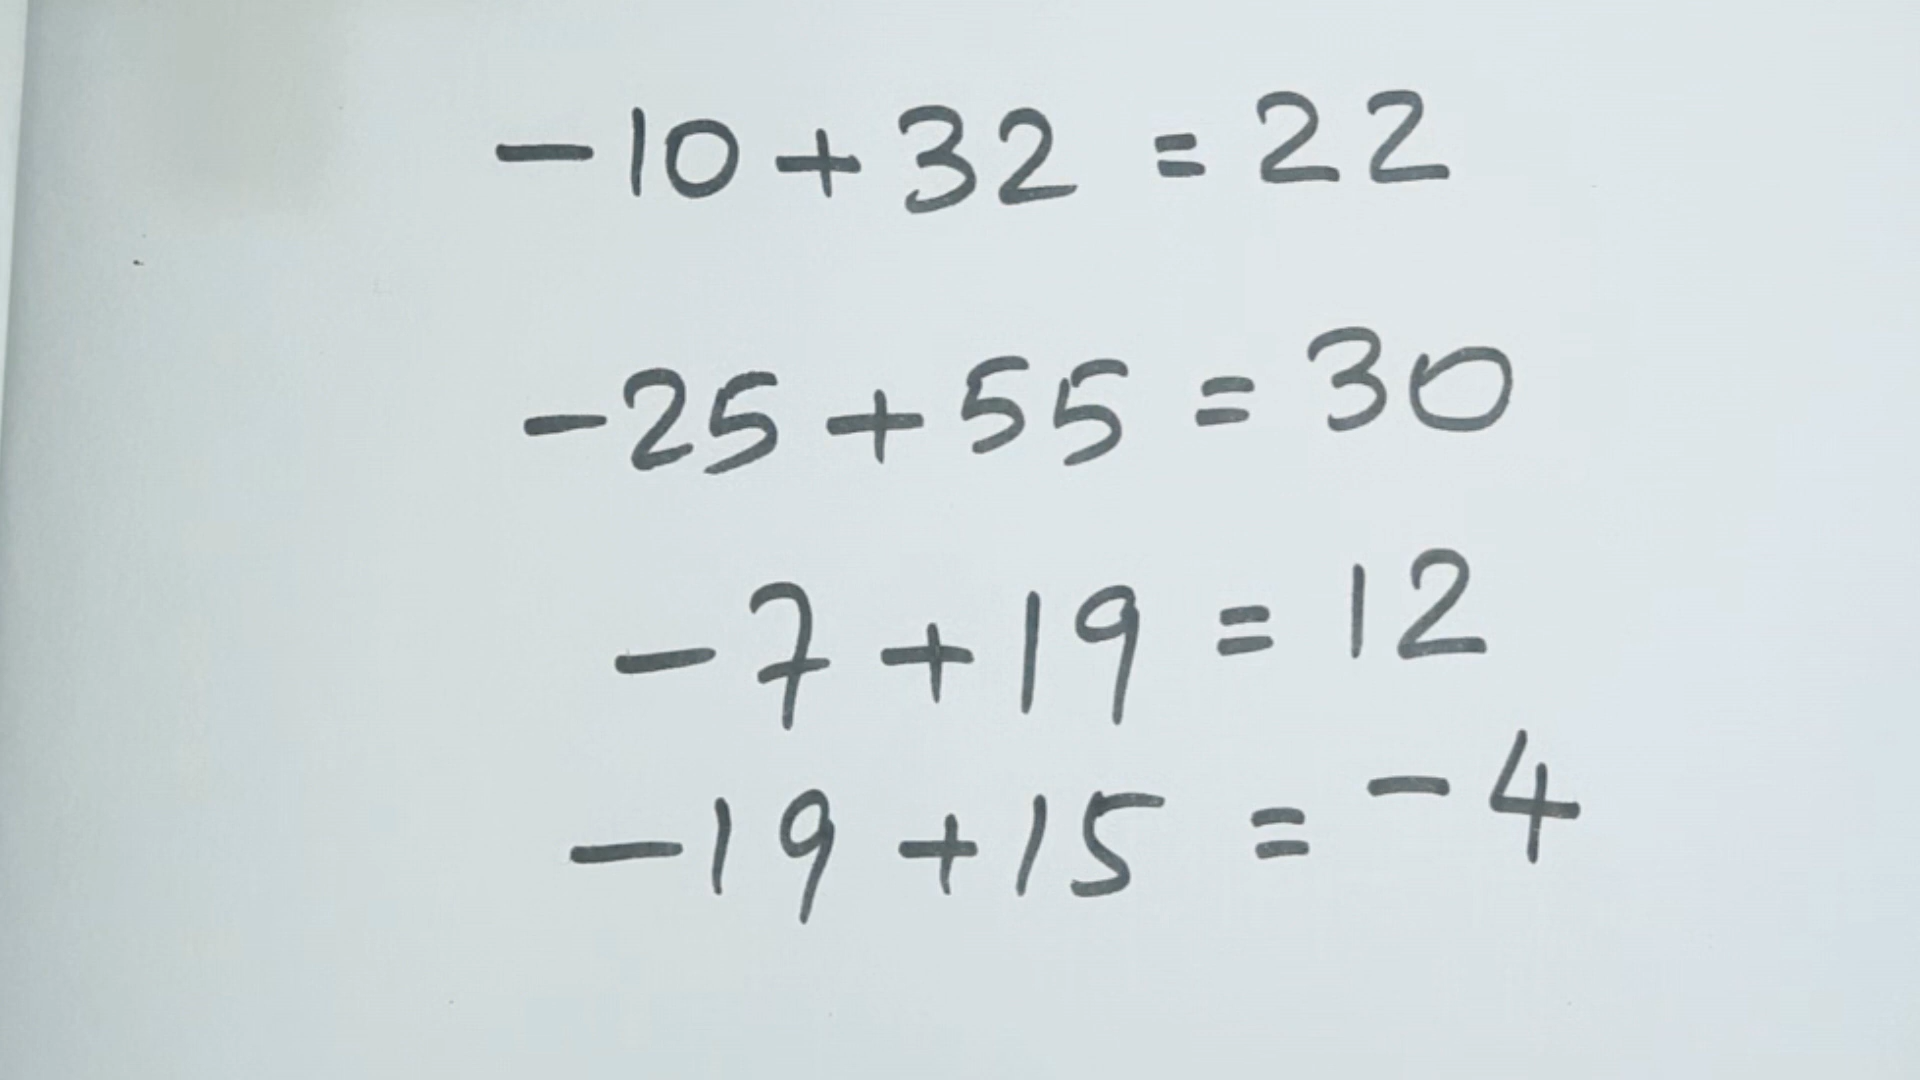 -10+32 = 22
-25+55 = 30
-7+19 = 12
-19+15 = -4